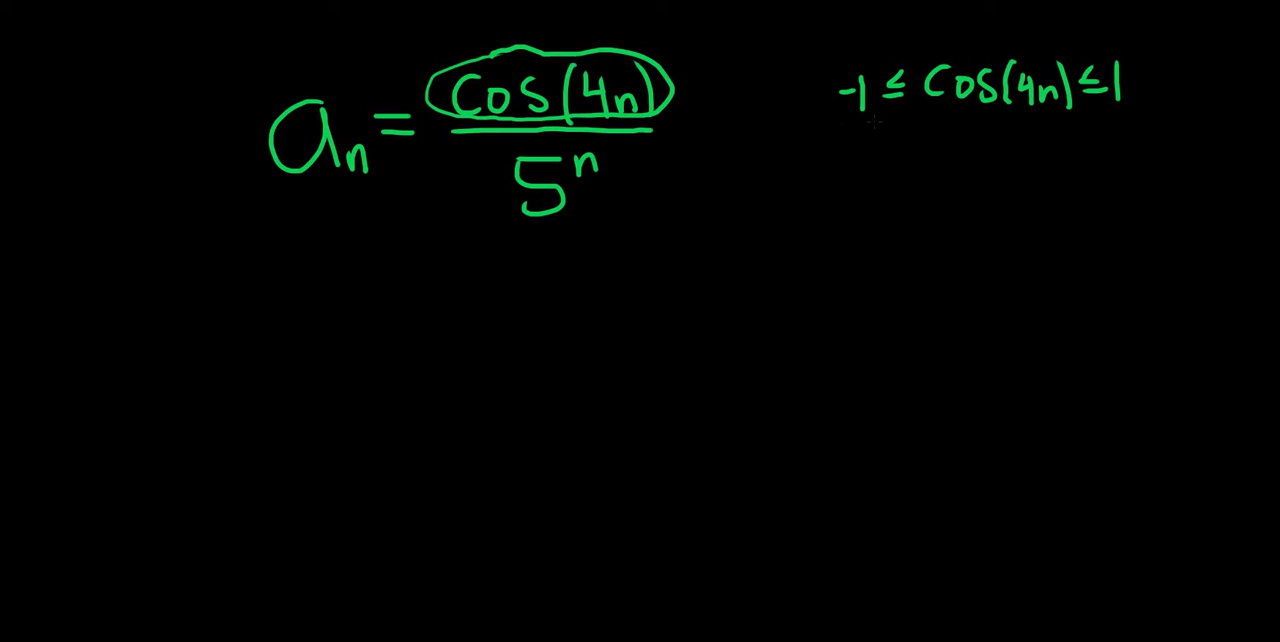 aₙ = cos(4n) / 5ⁿ
-1 ≤ cos(4n) ≤ 1